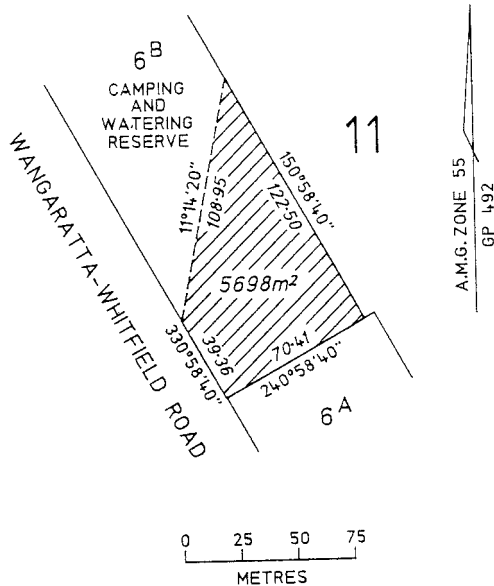 6B
CAMPING
AND
WATERING
RESERVE
11
WANGARATTA-WHITFIELD ROAD
11°14'20"
108·95
150°58'40"
122·50
5698m²
39·36
330°58'40"
70·41
240°58'40"
6A
A.M.G. ZONE 55
GP 492
0 25 50 75
METRES